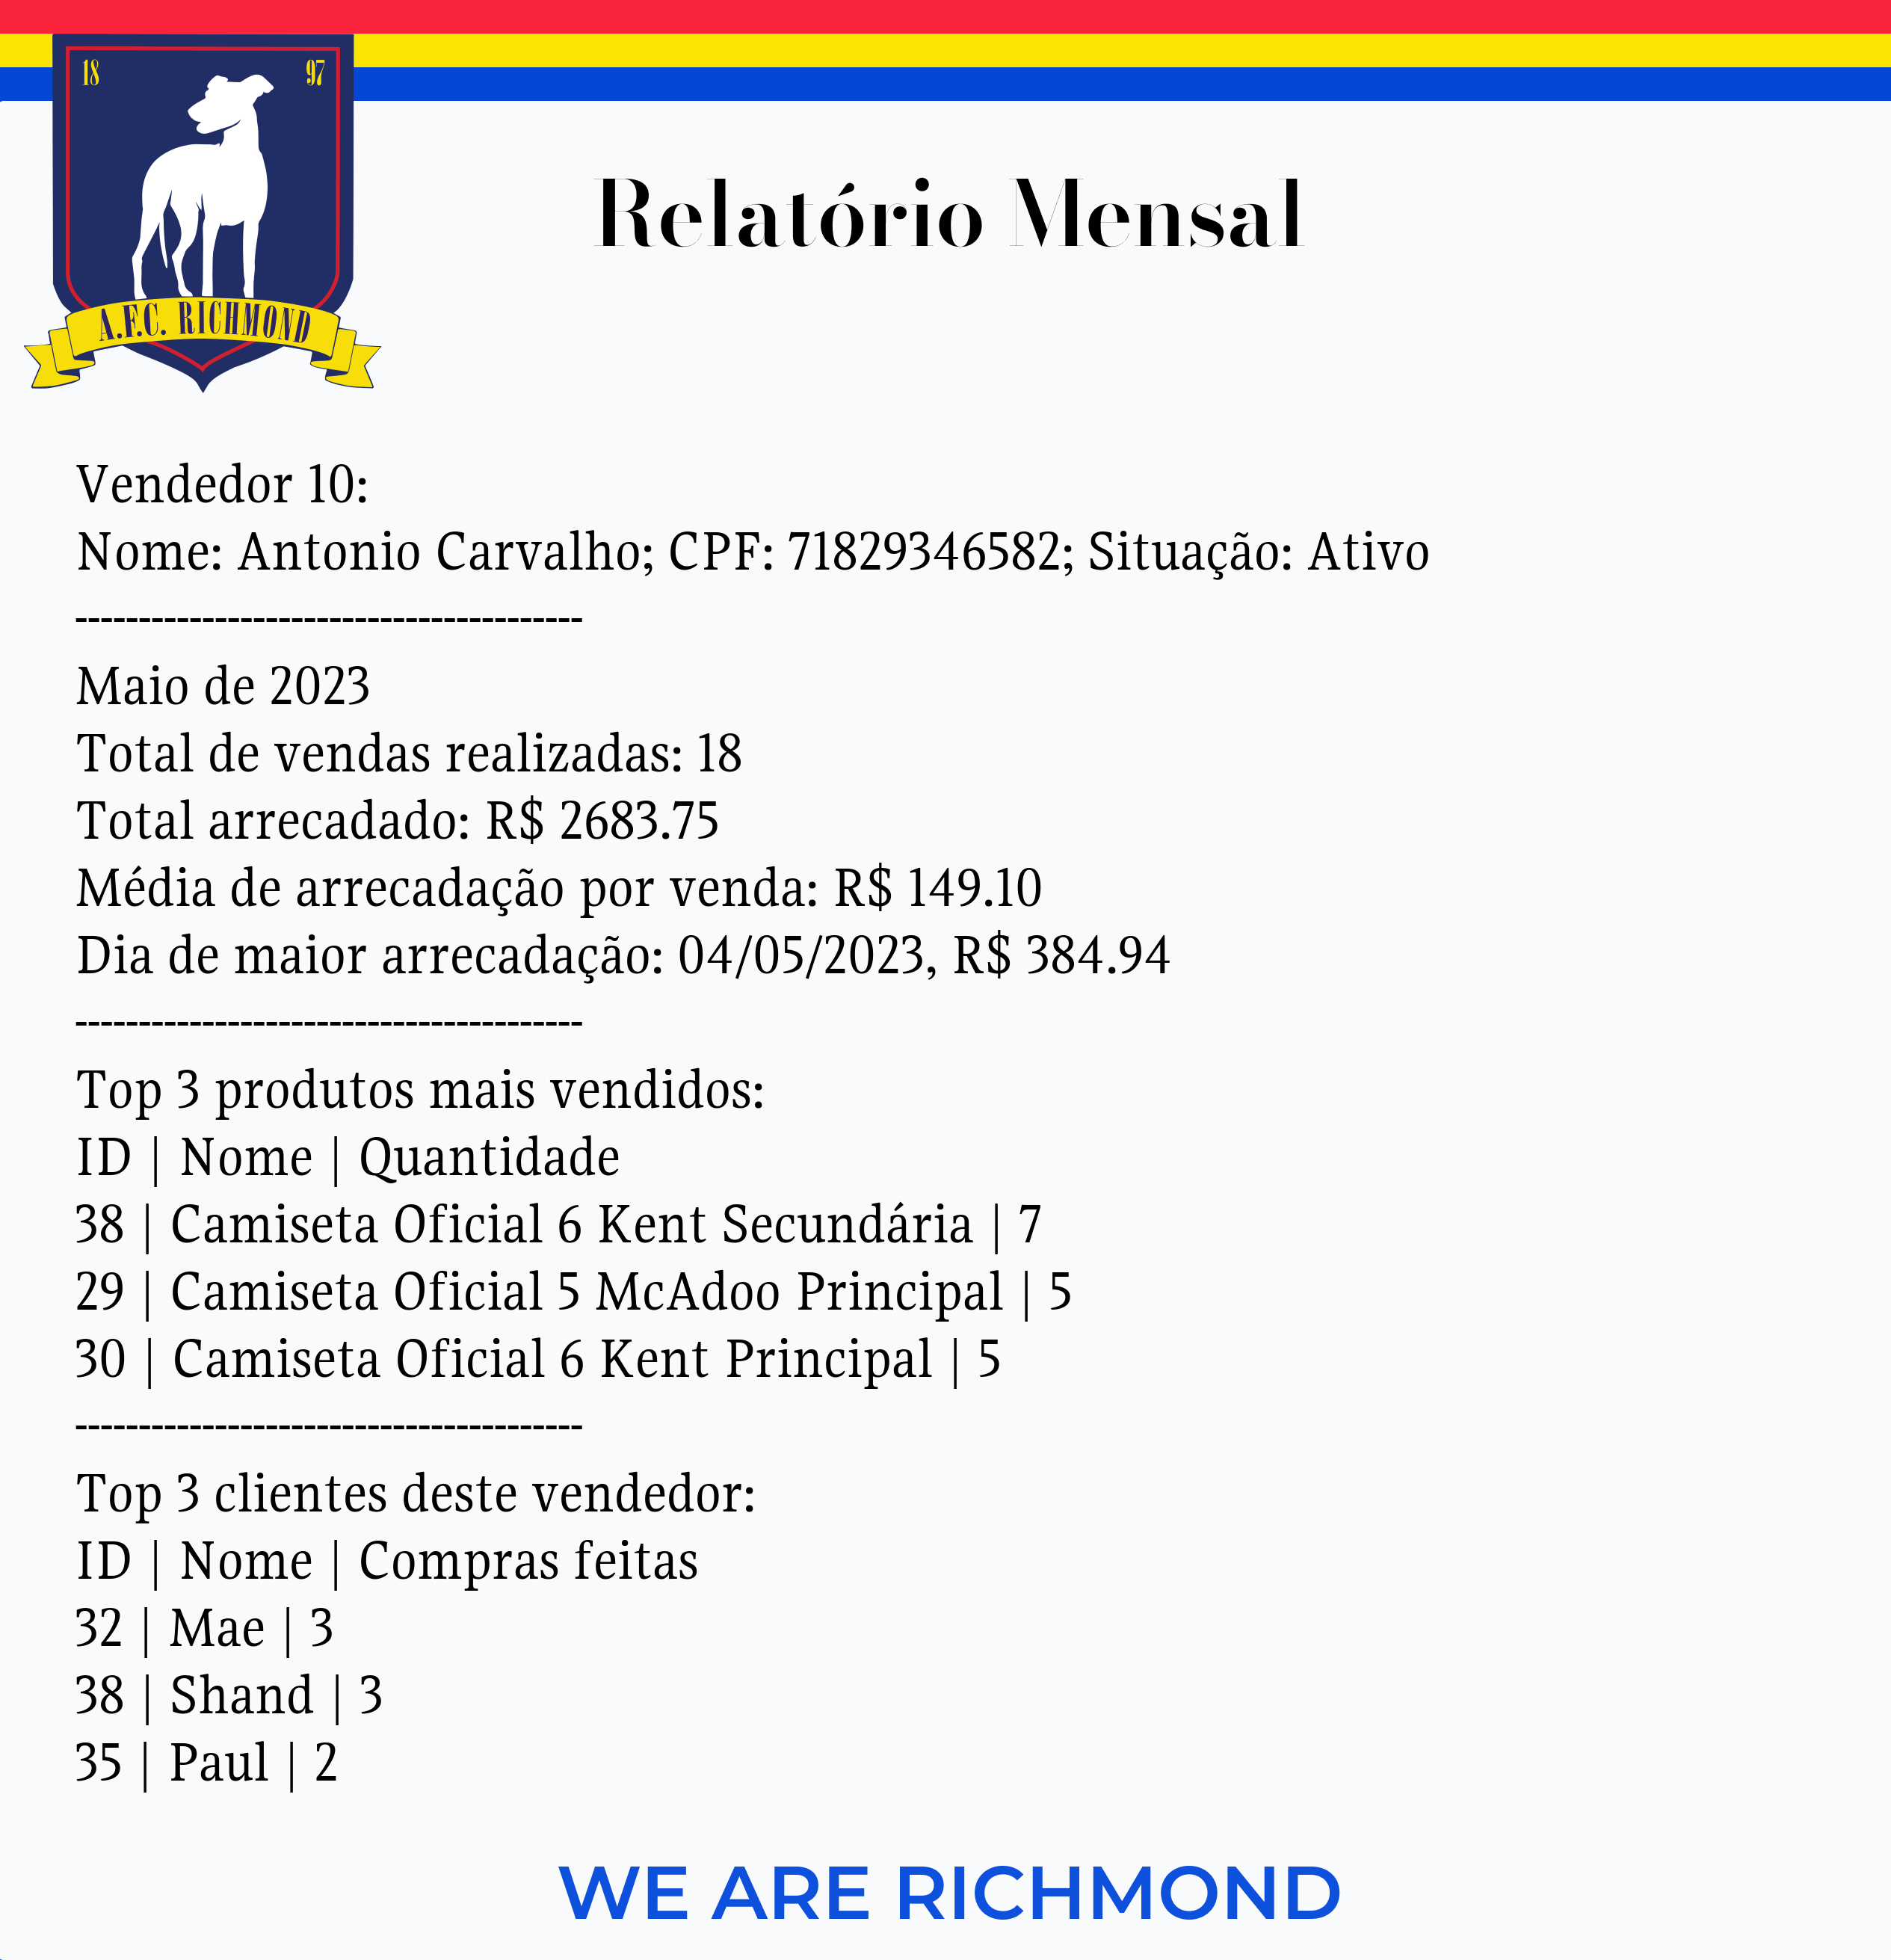 18 97
A.F.C. RICHMOND
Relatório Mensal
Vendedor 10:
Nome: Antonio Carvalho; CPF: 71829346582; Situação: Ativo
----------------------------------------
Maio de 2023
Total de vendas realizadas: 18
Total arrecadado: R$ 2683.75
Média de arrecadação por venda: R$ 149.10
Dia de maior arrecadação: 04/05/2023, R$ 384.94
----------------------------------------
Top 3 produtos mais vendidos:
ID | Nome | Quantidade
38 | Camiseta Oficial 6 Kent Secundária | 7
29 | Camiseta Oficial 5 McAdoo Principal | 5
30 | Camiseta Oficial 6 Kent Principal | 5
----------------------------------------
Top 3 clientes deste vendedor:
ID | Nome | Compras feitas
32 | Mae | 3
38 | Shand | 3
35 | Paul | 2
WE ARE RICHMOND